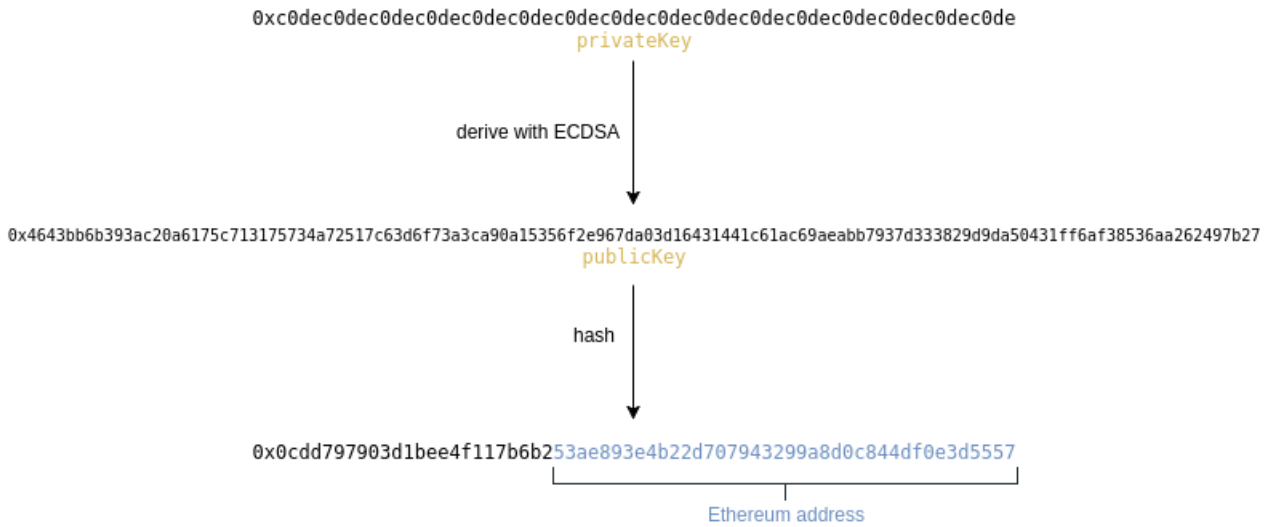 0xc0dec0dec0dec0dec0dec0dec0dec0dec0dec0dec0dec0dec0dec0dec0dec0de
privateKey
derive with ECDSA
0x4643bb6b393ac20a6175c713175734a72517c63d6f73a3ca90a15356f2e967da03d16431441c61ac69aeabb7937d333829d9da50431ff6af38536aa262497b27
publicKey
hash
0x0cdd797903d1bee4f117b6b253ae893e4b22d707943299a8d0c844df0e3d5557
Ethereum address